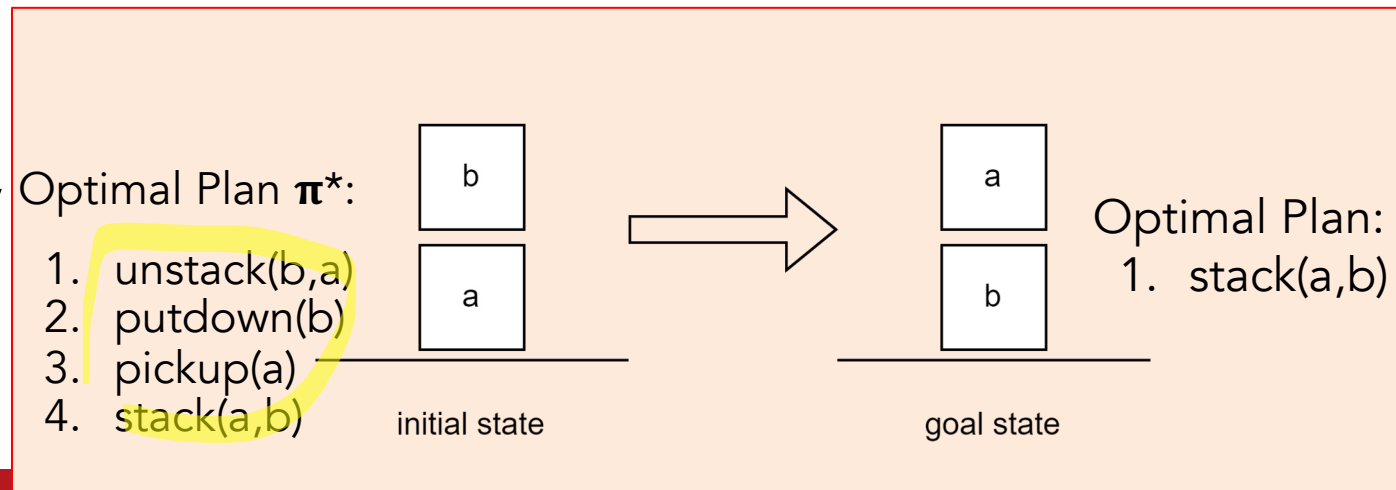 Optimal Plan π*:
1. unstack(b,a)
2. putdown(b)
3. pickup(a)
4. stack(a,b)
b
a
initial state
a
b
goal state
Optimal Plan:
1. stack(a,b)